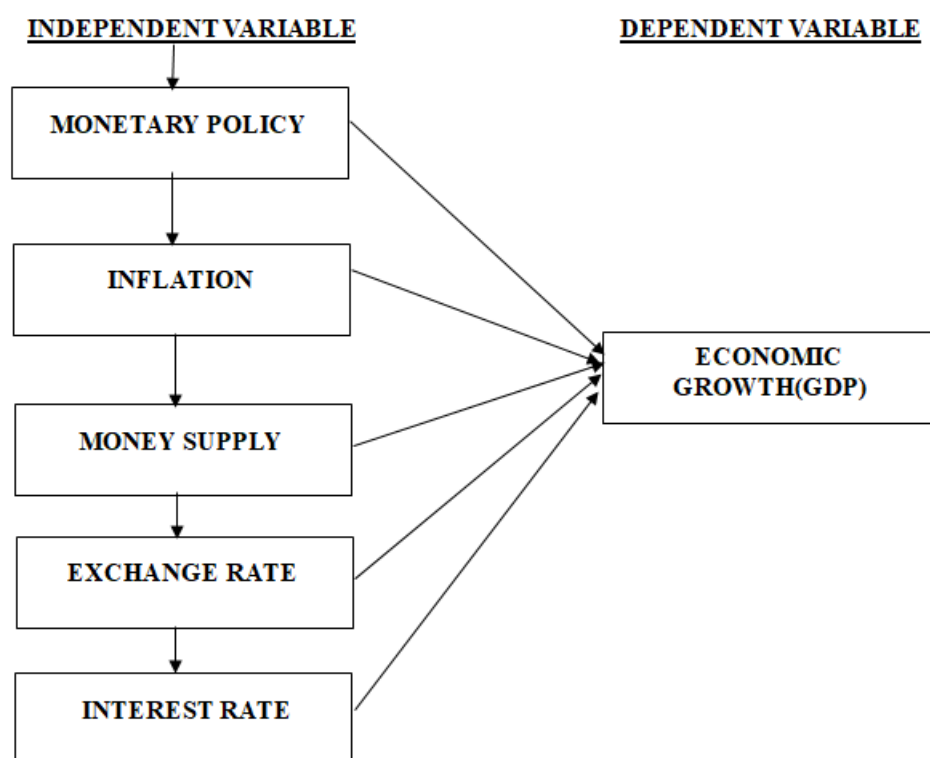 INDEPENDENT VARIABLE
DEPENDENT VARIABLE
MONETARY POLICY
INFLATION
MONEY SUPPLY
EXCHANGE RATE
INTEREST RATE
ECONOMIC
GROWTH(GDP)